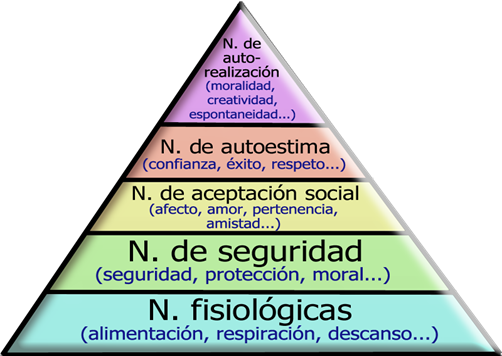 N. de
auto-
realización
(moralidad,
creatividad,
espontaneidad...)
N. de autoestima
(confianza, éxito, respeto...)
N. de aceptación social
(afecto, amor, pertenencia,
amistad...)
N. de seguridad
(seguridad, protección, moral...)
N. fisiológicas
(alimentación, respiración, descanso...)